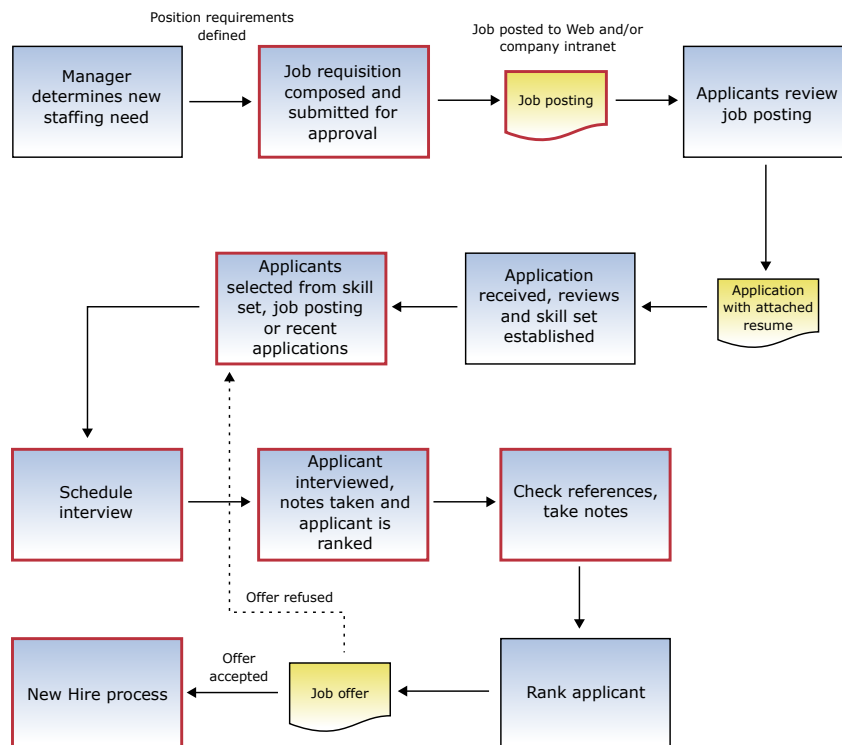 Position requirements
defined
Job posted to Web and/or
company intranet
Manager
determines new
staffing need
Job requisition
composed and
submitted for
approval
Job posting
Applicants review
job posting
Applicants
selected from skill
set, job posting
or recent
applications
Application
received, reviews
and skill set
established
Application
with attached
resume
Schedule
interview
Applicant
interviewed,
notes taken and
applicant is
ranked
Check references,
take notes
Offer refused
New Hire process
Offer
accepted
Job offer
Rank applicant